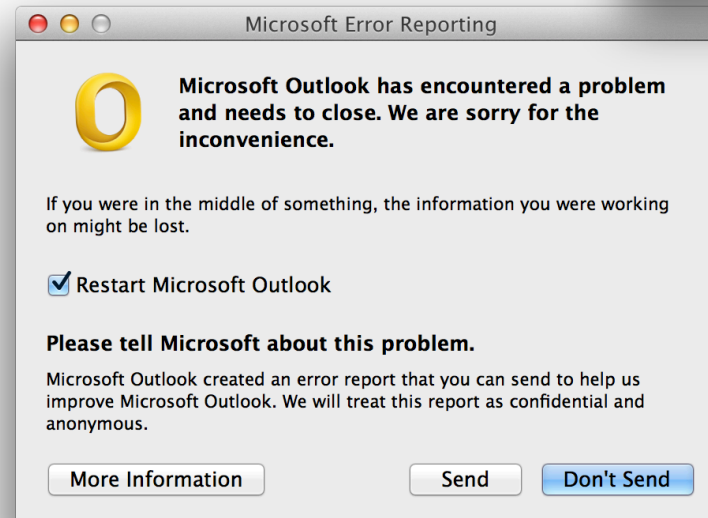 Microsoft Error Reporting
Microsoft Outlook has encountered a problem
and needs to close. We are sorry for the
inconvenience.
If you were in the middle of something, the information you were working
on might be lost.
Restart Microsoft Outlook
Please tell Microsoft about this problem.
Microsoft Outlook created an error report that you can send to help us
improve Microsoft Outlook. We will treat this report as confidential and
anonymous.
More Information
Send
Don't Send